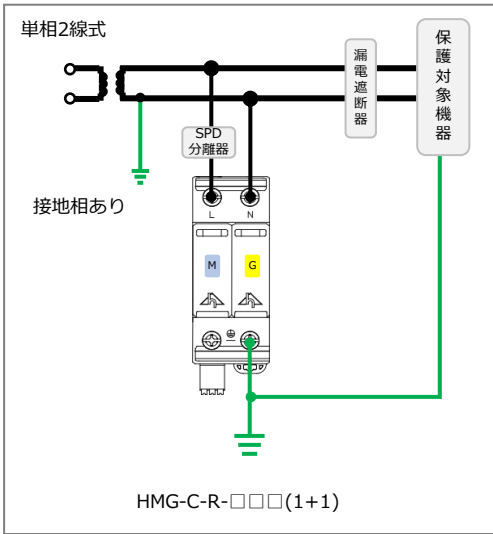 単相2線式
漏電遮断器
保護対象機器
SPD
分離器
接地相あり
L N
M G
HMG-C-R-□□□(1+1)